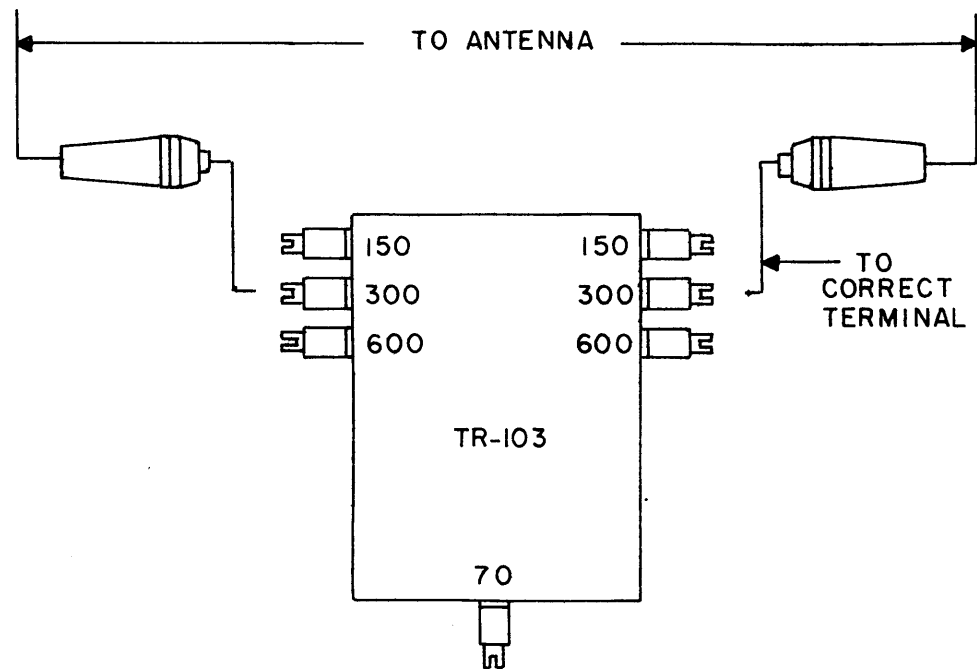 TO ANTENNA
150 150
300 300
600 600
TO
CORRECT
TERMINAL
TR-103
70